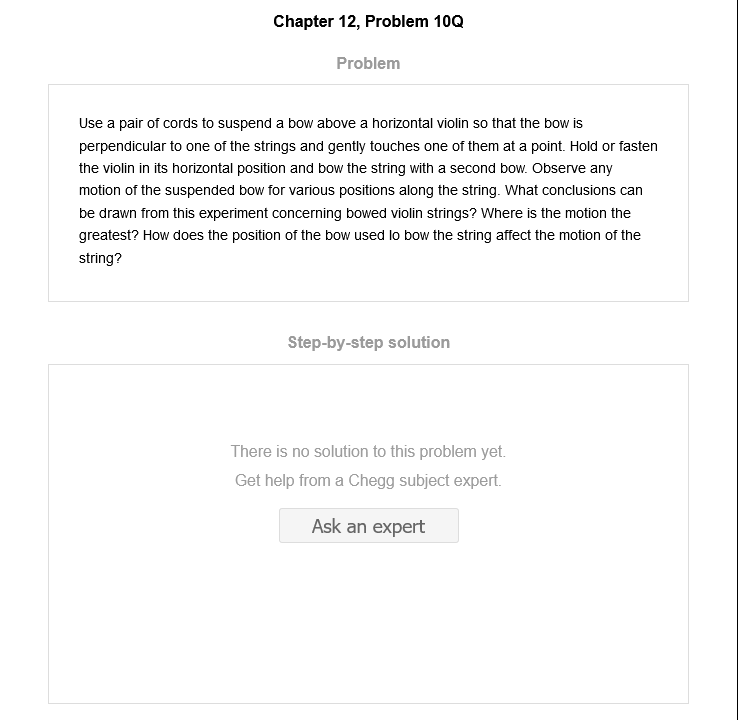 Chapter 12, Problem 10Q
Problem
Use a pair of cords to suspend a bow above a horizontal violin so that the bow is
perpendicular to one of the strings and gently touches one of them at a point. Hold or fasten
the violin in its horizontal position and bow the string with a second bow. Observe any
motion of the suspended bow for various positions along the string. What conclusions can
be drawn from this experiment concerning bowed violin strings? Where is the motion the
greatest? How does the position of the bow used lo bow the string affect the motion of the
string?
Step-by-step solution
There is no solution to this problem yet.
Get help from a Chegg subject expert.
Ask an expert